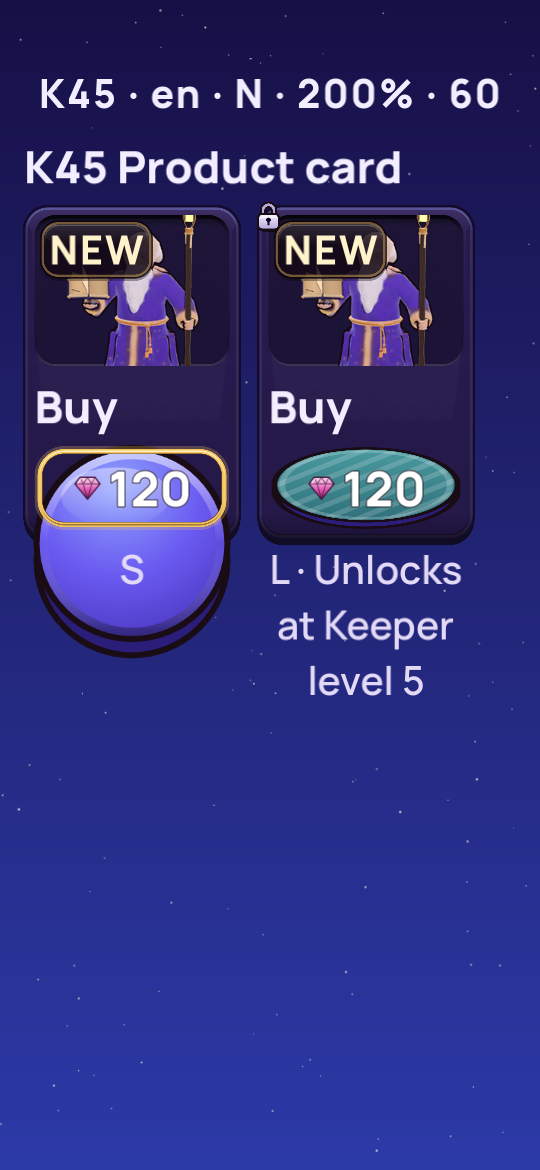 K45 · en · N · 200% · 60
K45 Product card
NEW
Buy
120
S
NEW
Buy
120
L · Unlocks
at Keeper
level 5